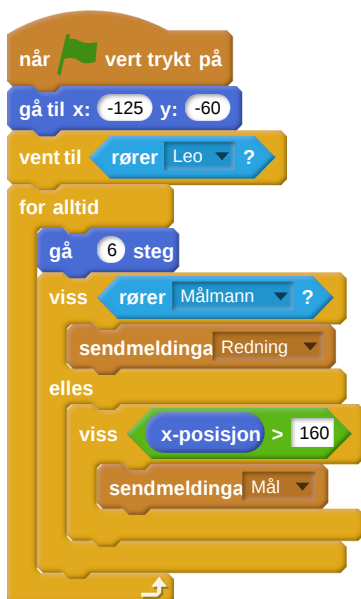 når vert trykt på
gå til x: -125 y: -60
vent til rører Leo ?
for alltid
gå 6 steg
viss rører Målmann ?
sendmeldinga Redning
elles
viss x-posisjon > 160
sendmeldinga Mål